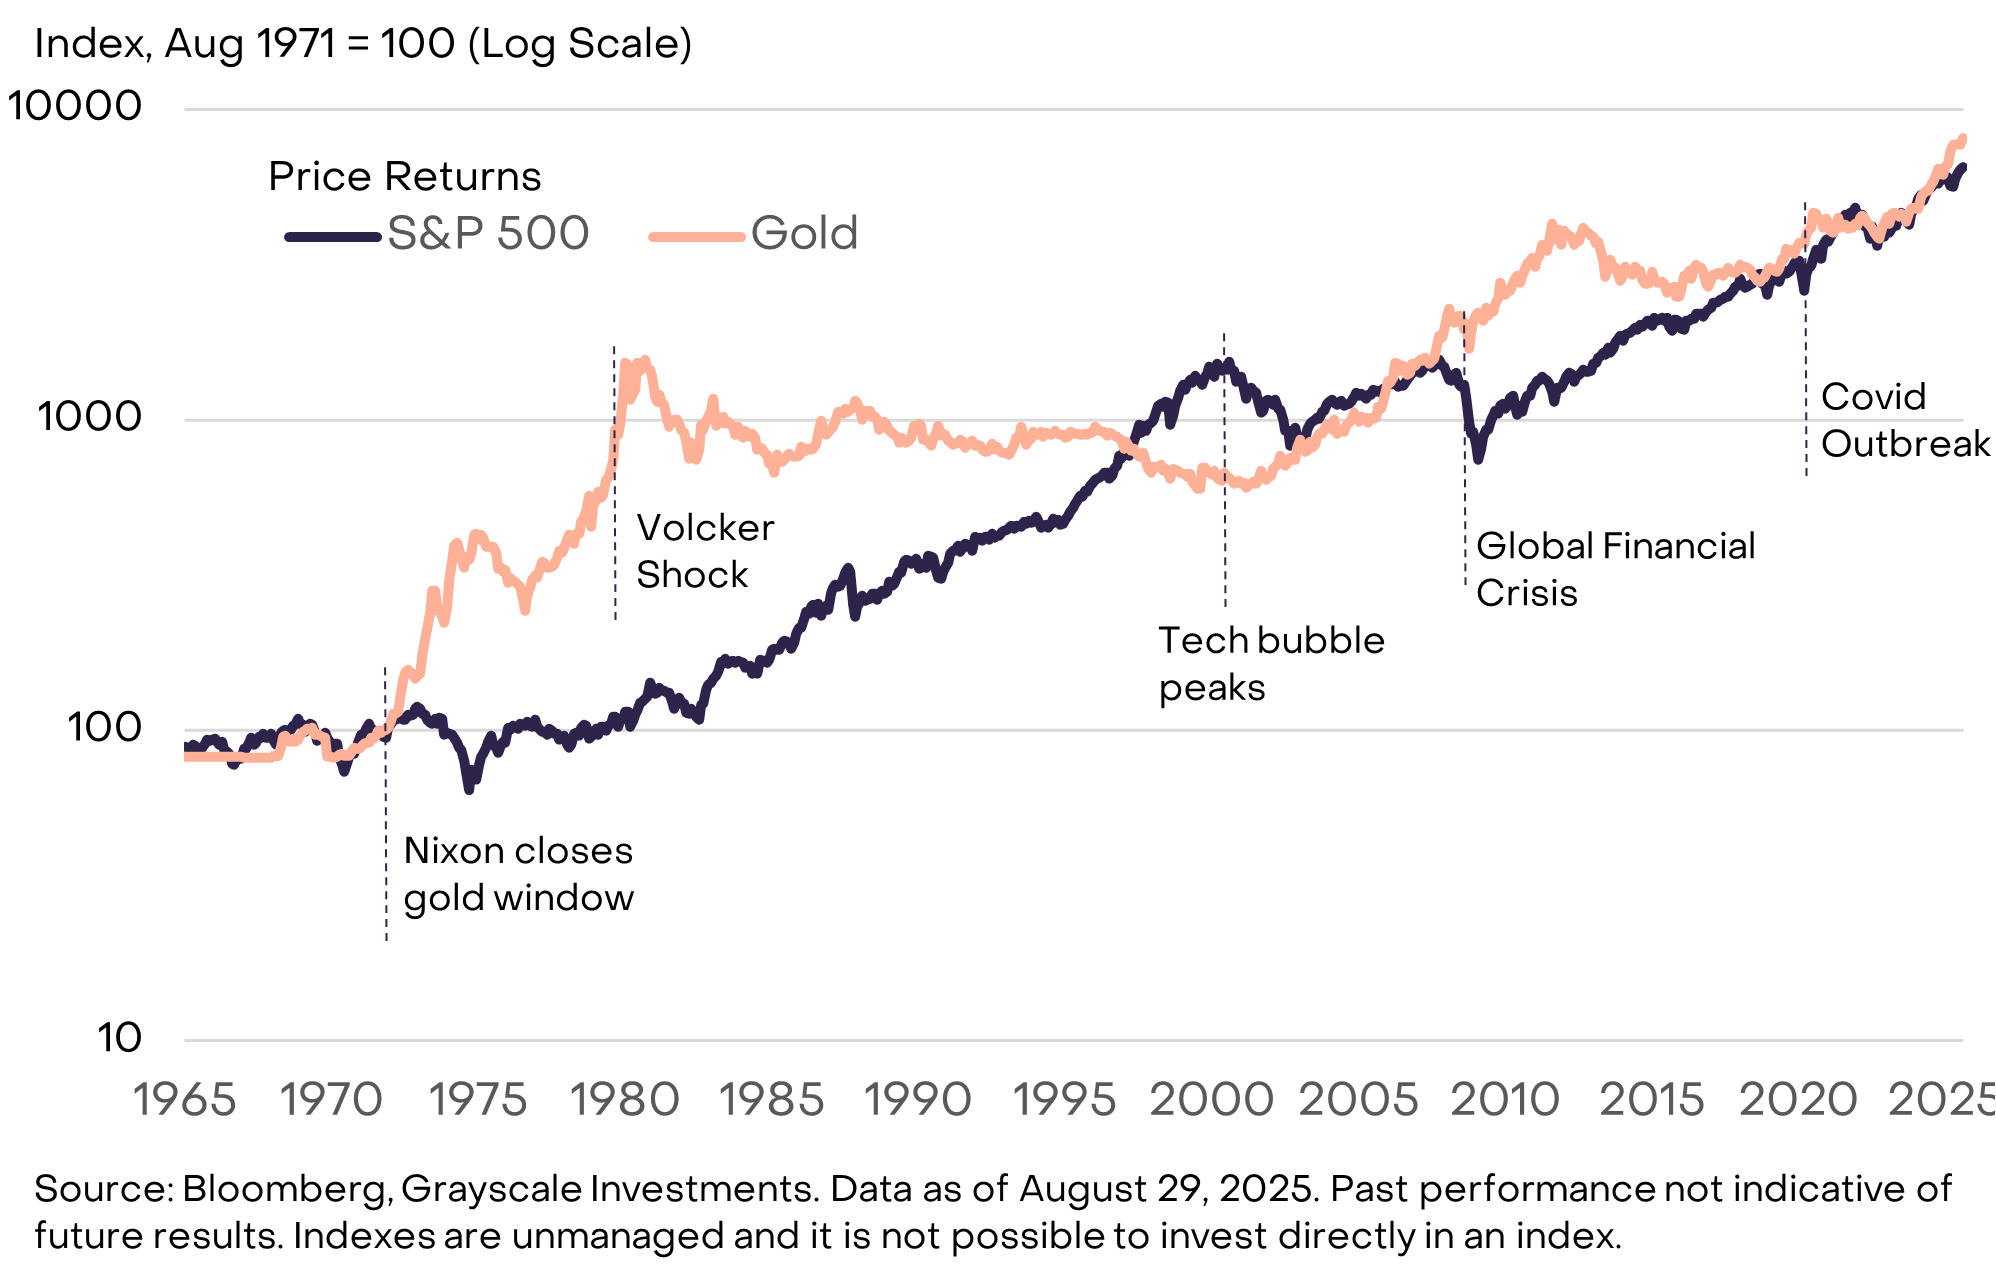 Index, Aug 1971 = 100 (Log Scale)
10000
Price Returns
S&P 500
Gold
1000
Covid
Outbreak
Volcker
Shock
Global Financial
Crisis
Tech bubble
peaks
100
Nixon closes
gold window
10
1965 1970 1975 1980 1985 1990 1995 2000 2005 2010 2015 2020 2025
Source: Bloomberg, Grayscale Investments. Data as of August 29, 2025. Past performance not indicative of
future results. Indexes are unmanaged and it is not possible to invest directly in an index.